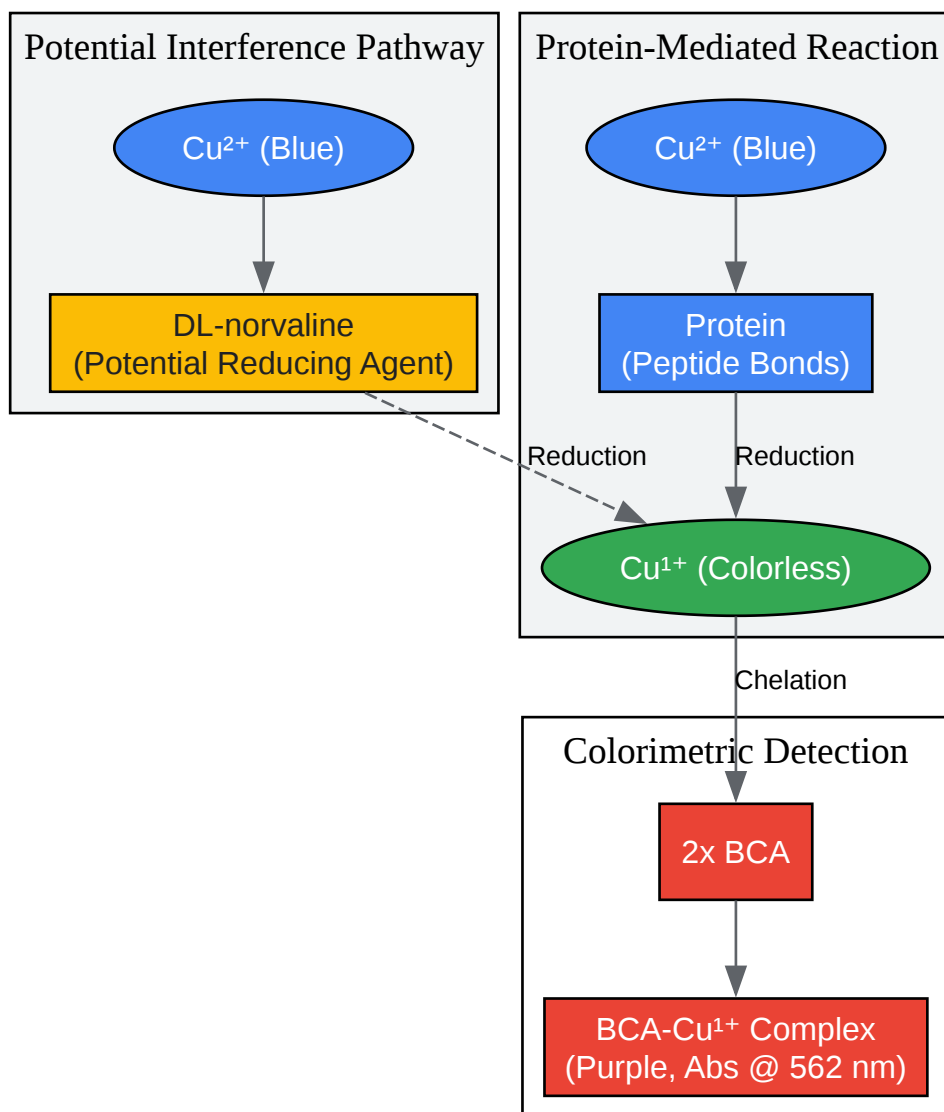 Potential Interference Pathway
Cu²⁺ (Blue)
DL-norvaline
(Potential Reducing Agent)
Reduction
Protein-Mediated Reaction
Cu²⁺ (Blue)
Protein
(Peptide Bonds)
Reduction
Cu¹⁺ (Colorless)
Chelation
Colorimetric Detection
2x BCA
BCA-Cu¹⁺ Complex
(Purple, Abs @ 562 nm)